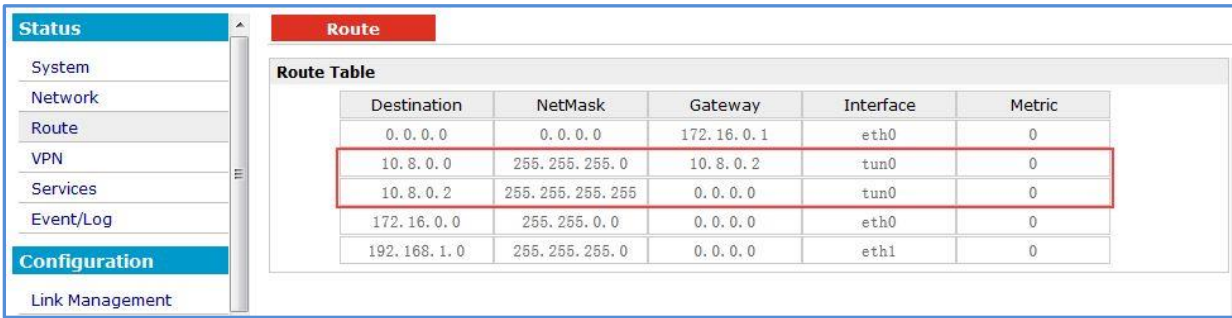 Status
System
Network
Route
VPN
Services
Event/Log
Configuration
Link Management
Route
Route Table
Destination NetMask Gateway Interface Metric
0.0.0.0 0.0.0.0 172.16.0.1 eth0 0
10.8.0.0 255.255.255.0 10.8.0.2 tun0 0
10.8.0.2 255.255.255.255 0.0.0.0 tun0 0
172.16.0.0 255.255.0.0 0.0.0.0 eth0 0
192.168.1.0 255.255.255.0 0.0.0.0 eth1 0